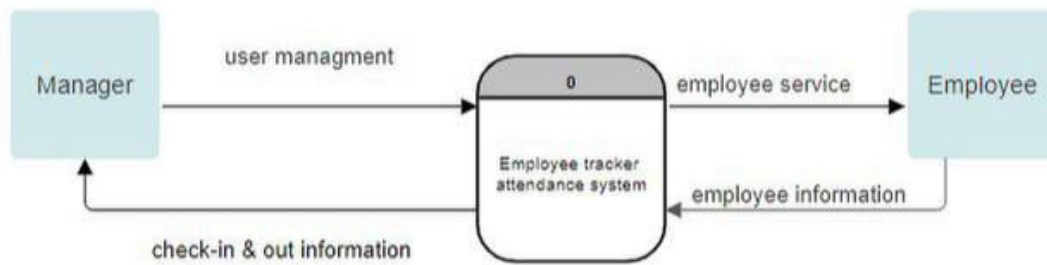 user managment
Manager
0
employee service
Employee
Employee tracker
attendance system
employee information
check-in & out information